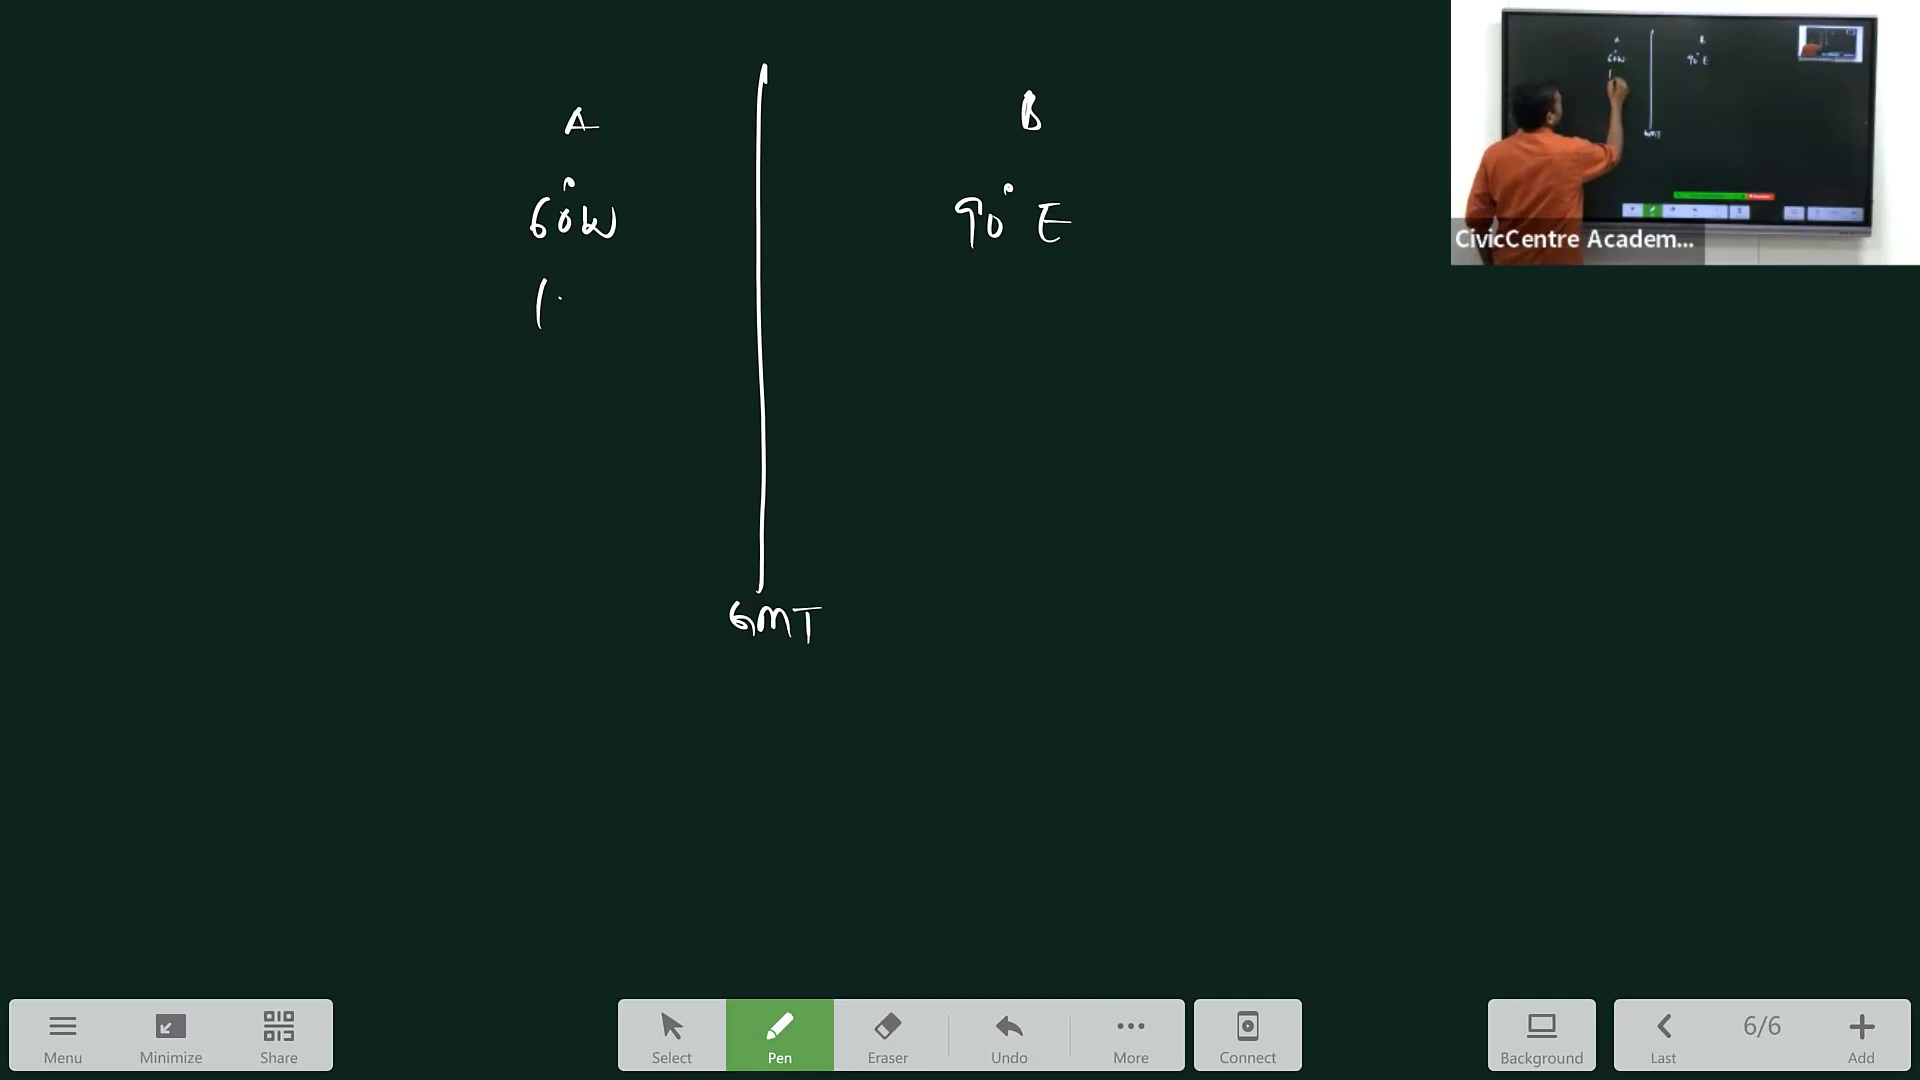 A
B
60°W
90° E
(
GMT
CivicCentre Academ...
Menu
Minimize
Share
Select
Pen
Eraser
Undo
More
Connect
Background
Last
6/6
Add